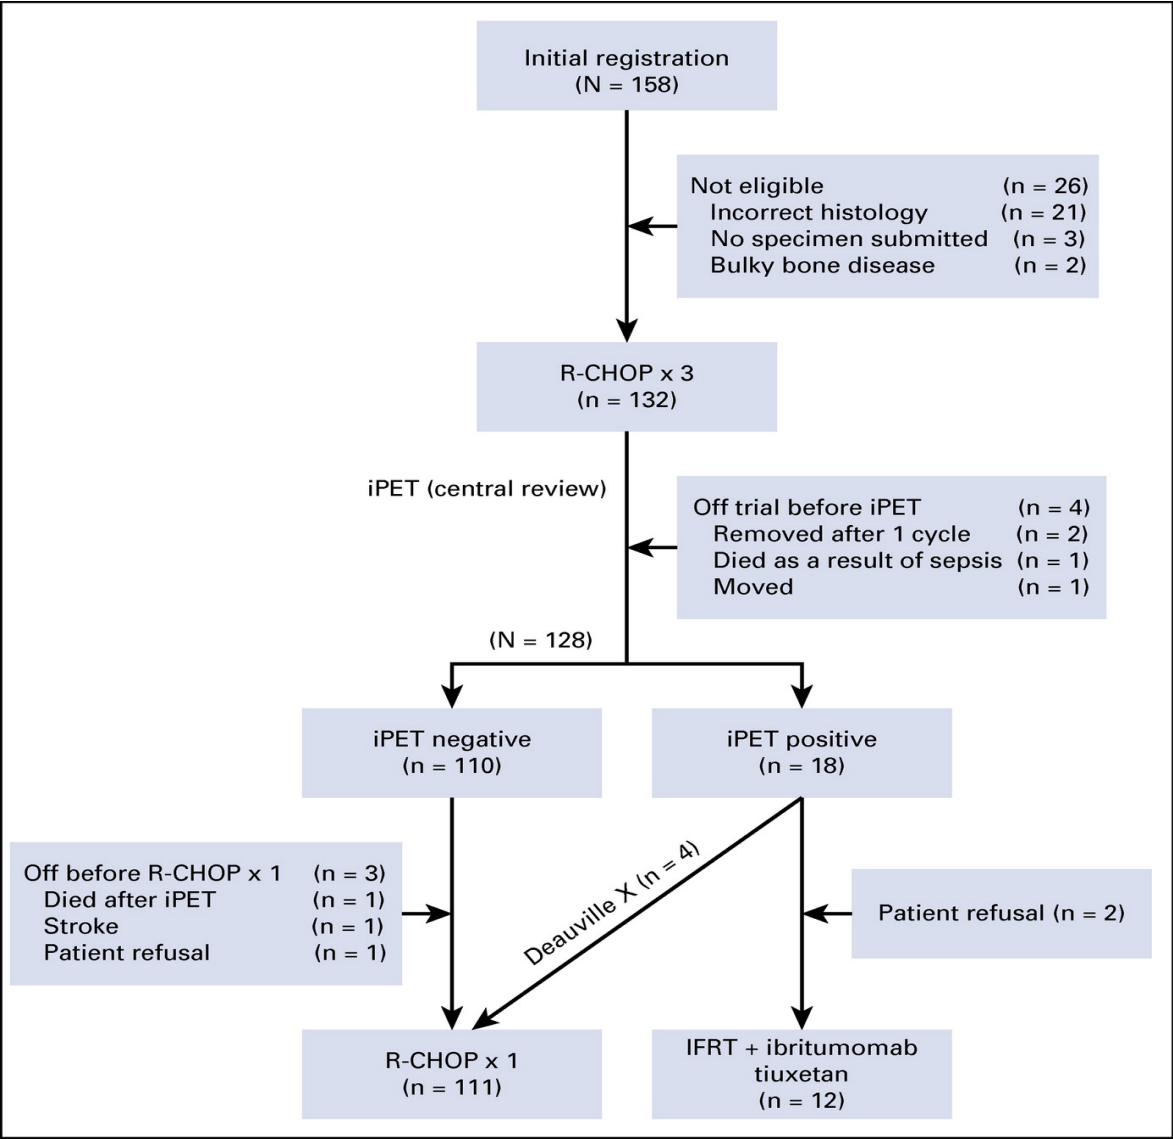 Initial registration
(N = 158)
Not eligible (n = 26)
Incorrect histology (n = 21)
No specimen submitted (n = 3)
Bulky bone disease (n = 2)
R-CHOP x 3
(n = 132)
iPET (central review)
Off trial before iPET (n = 4)
Removed after 1 cycle (n = 2)
Died as a result of sepsis (n = 1)
Moved (n = 1)
(N = 128)
iPET negative
(n = 110)
iPET positive
(n = 18)
Off before R-CHOP x 1 (n = 3)
Died after iPET (n = 1)
Stroke (n = 1)
Patient refusal (n = 1)
Deauville X (n = 4)
Patient refusal (n = 2)
R-CHOP x 1
(n = 111)
IFRT + ibritumomab
tiuxetan
(n = 12)